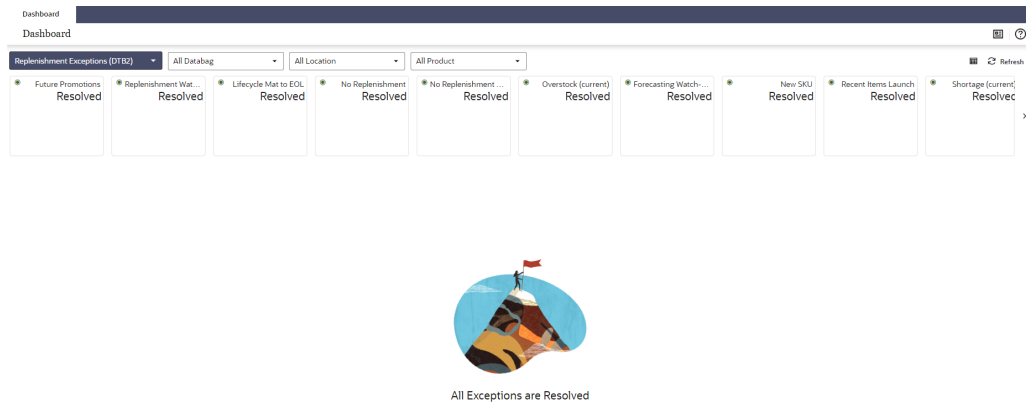 Dashboard
Dashboard
Replenishment Exceptions (DTB2)
All Databag
All Location
All Product
Refresh
Future Promotions
Resolved
Replenishment Wat...
Resolved
Lifecycle Mat to EOL
Resolved
No Replenishment
Resolved
No Replenishment ...
Resolved
Overstock (current)
Resolved
Forecasting Watch-...
Resolved
New SKU
Resolved
Recent Items Launch
Resolved
Shortage (current)
Resolved
All Exceptions are Resolved